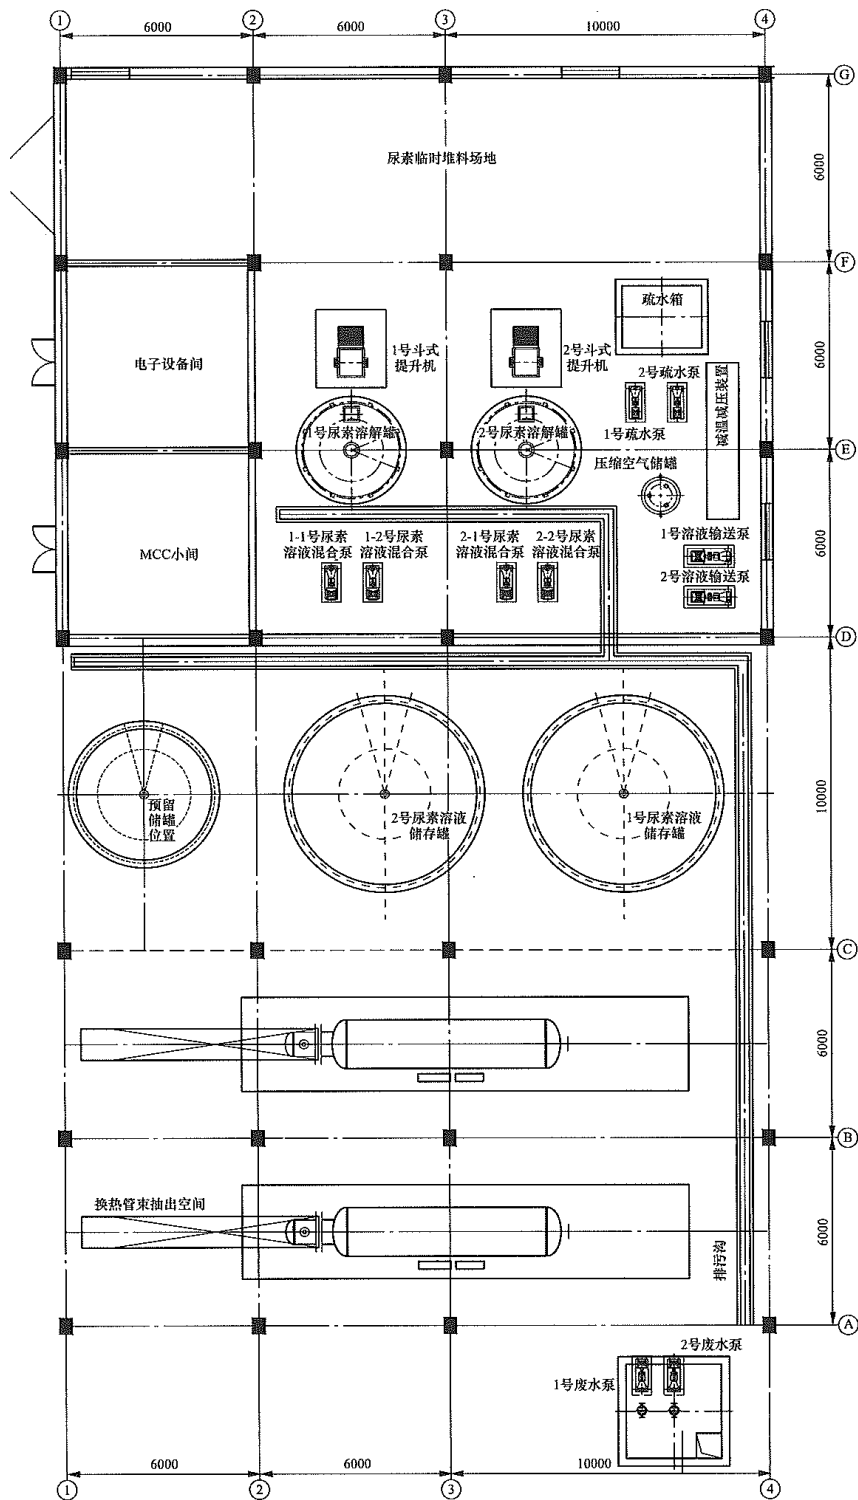 1
2
3
4
6000
6000
10000
G
尿素临时堆料场地
6000
F
疏水箱
电子设备间
1号斗式
提升机
2号斗式
提升机
2号疏水泵
减温减压装置
6000
1号疏水泵
1号尿素溶解罐
2号尿素溶解罐
E
压缩空气储罐
MCC小间
1-1号尿素
溶液混合泵
1-2号尿素
溶液混合泵
2-1号尿素
溶液混合泵
2-2号尿素
溶液混合泵
1号溶液输送泵
2号溶液输送泵
6000
D
预留
储罐
位置
2号尿素溶液
储存罐
1号尿素溶液
储存罐
10000
C
6000
B
换热管束抽出空间
排污沟
6000
A
2号废水泵
1号废水泵
6000
6000
10000
1
2
3
4